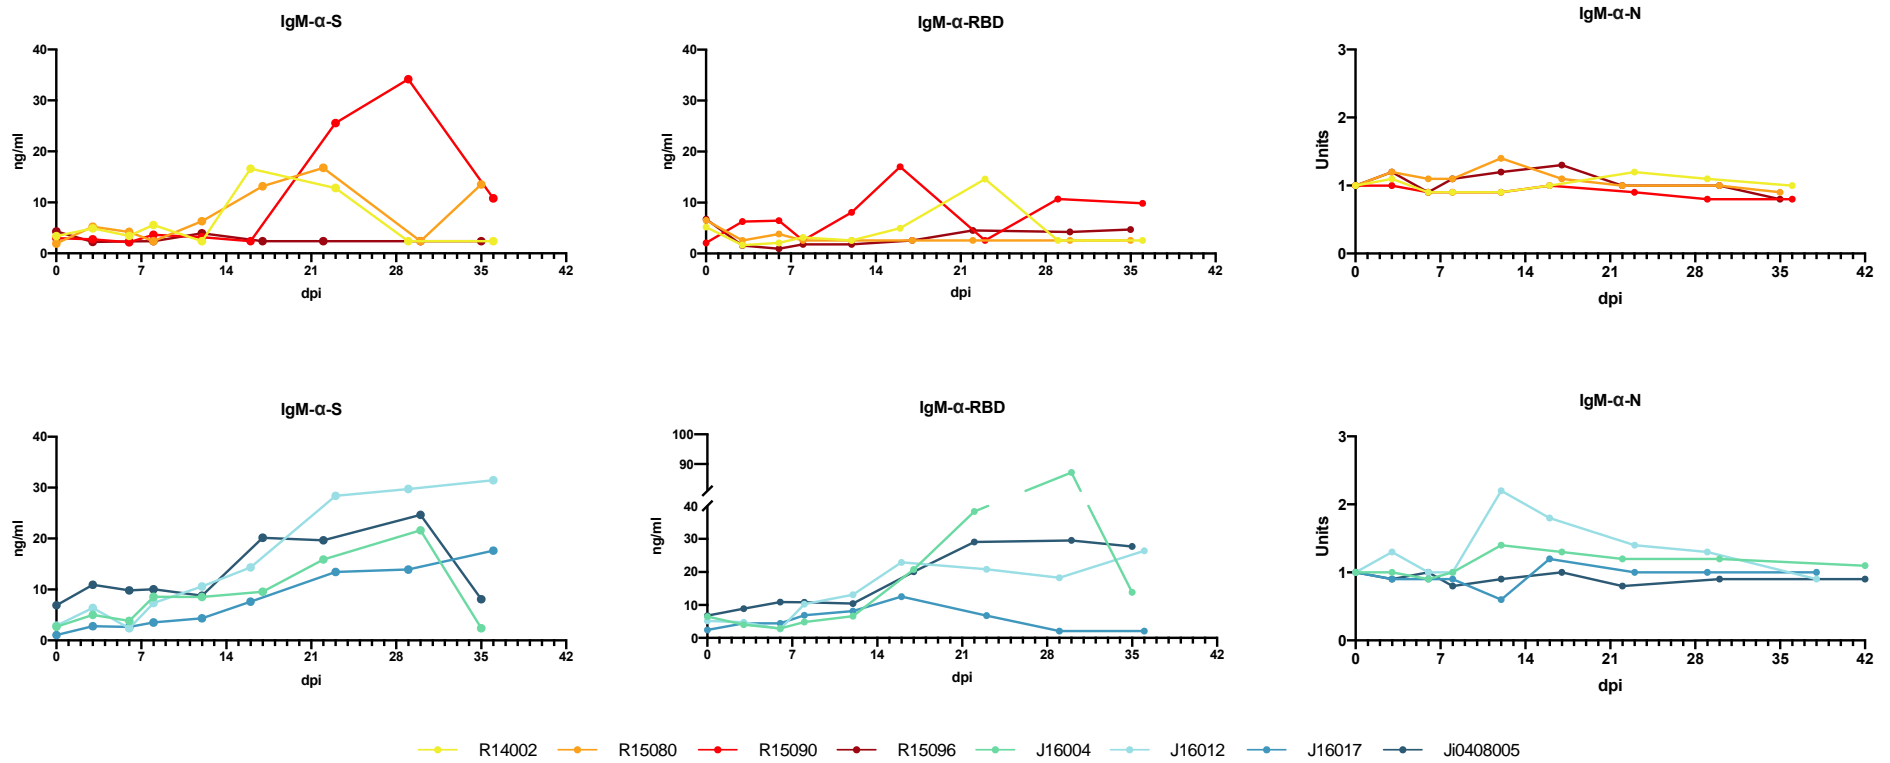 IgM-α-S
40
30
20
10
0
ng/ml
0 7 14 21 28 35 42
dpi
IgM-α-RBD
40
30
20
10
0
ng/ml
0 7 14 21 28 35 42
dpi
IgM-α-N
3
2
1
0
Units
0 7 14 21 28 35 42
dpi
IgM-α-S
40
30
20
10
0
ng/ml
0 7 14 21 28 35 42
dpi
IgM-α-RBD
100
90
40
30
20
10
0
ng/ml
0 7 14 21 28 35 42
dpi
IgM-α-N
3
2
1
0
Units
0 7 14 21 28 35 42
dpi
R14002 R15080 R15090 R15096 J16004 J16012 J16017 Ji0408005